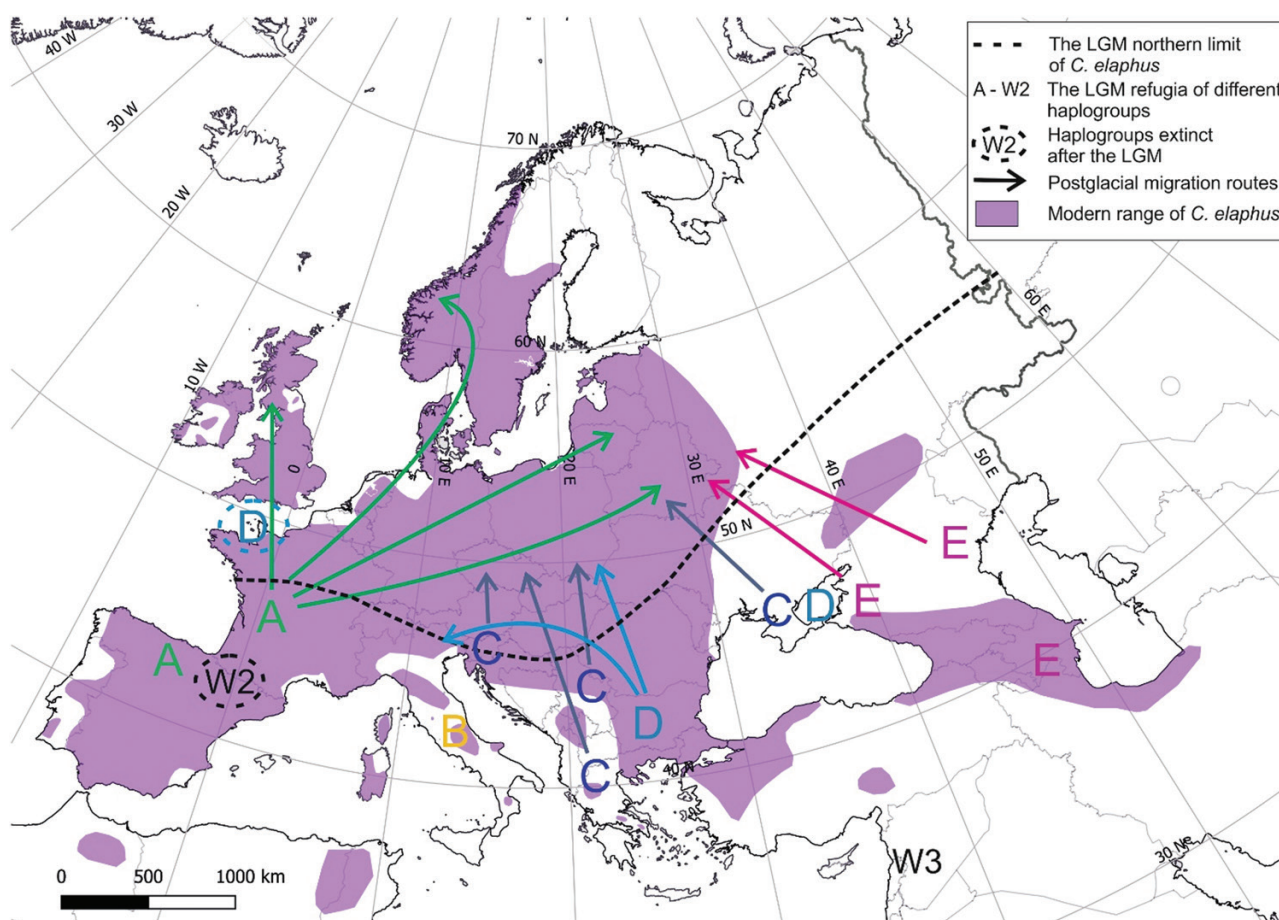 40 W
30 W
20 W
10 W
0
10 E
20 E
30 E
40 E
50 E
60 E
70 N
60 N
50 N
40 N
30 N
The LGM northern limit
of C. elaphus
A - W2 The LGM refugia of different
haplogroups
W2 Haplogroups extinct
after the LGM
Postglacial migration routes
Modern range of C. elaphus
D
A
A
W2
B
C
C
C
D
C D E
E
E
W3
0 500 1000 km